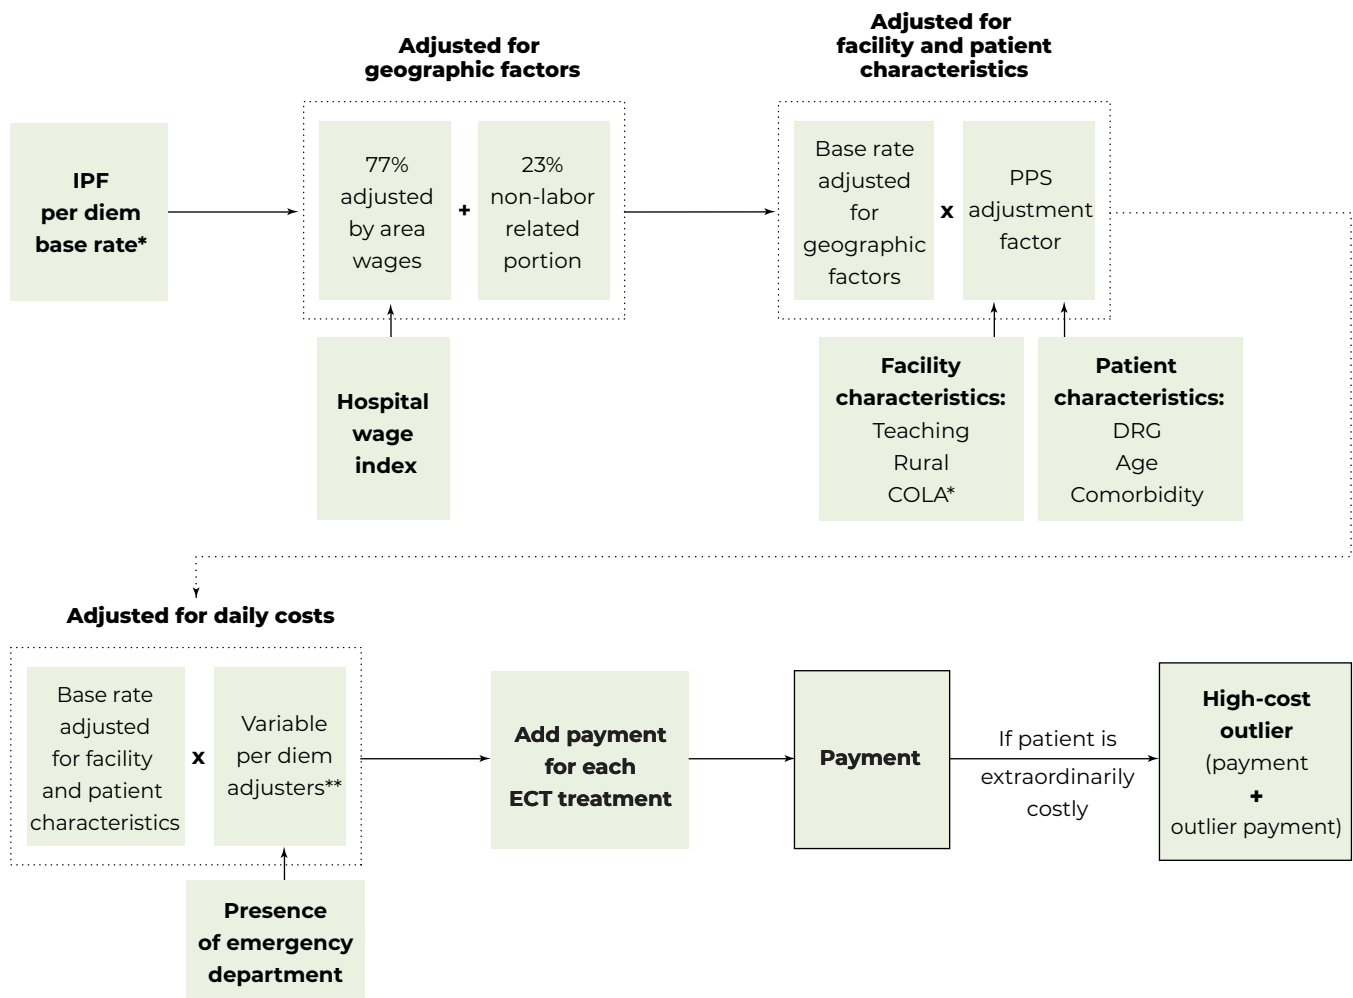 Adjusted for
geographic factors
Adjusted for
facility and patient
characteristics
IPF
per diem
base rate*
77%
adjusted
by area
wages
+
23%
non-labor
related
portion
Base rate
adjusted
for
geographic
factors
x
PPS
adjustment
factor
Hospital
wage
index
Facility
characteristics:
Teaching
Rural
COLA*
Patient
characteristics:
DRG
Age
Comorbidity
Adjusted for daily costs
Base rate
adjusted
for facility
and patient
characteristics
x
Variable
per diem
adjusters**
Presence
of emergency
department
Add payment
for each
ECT treatment
Payment
If patient is
extraordinarily
costly
High-cost
outlier
(payment
+
outlier payment)